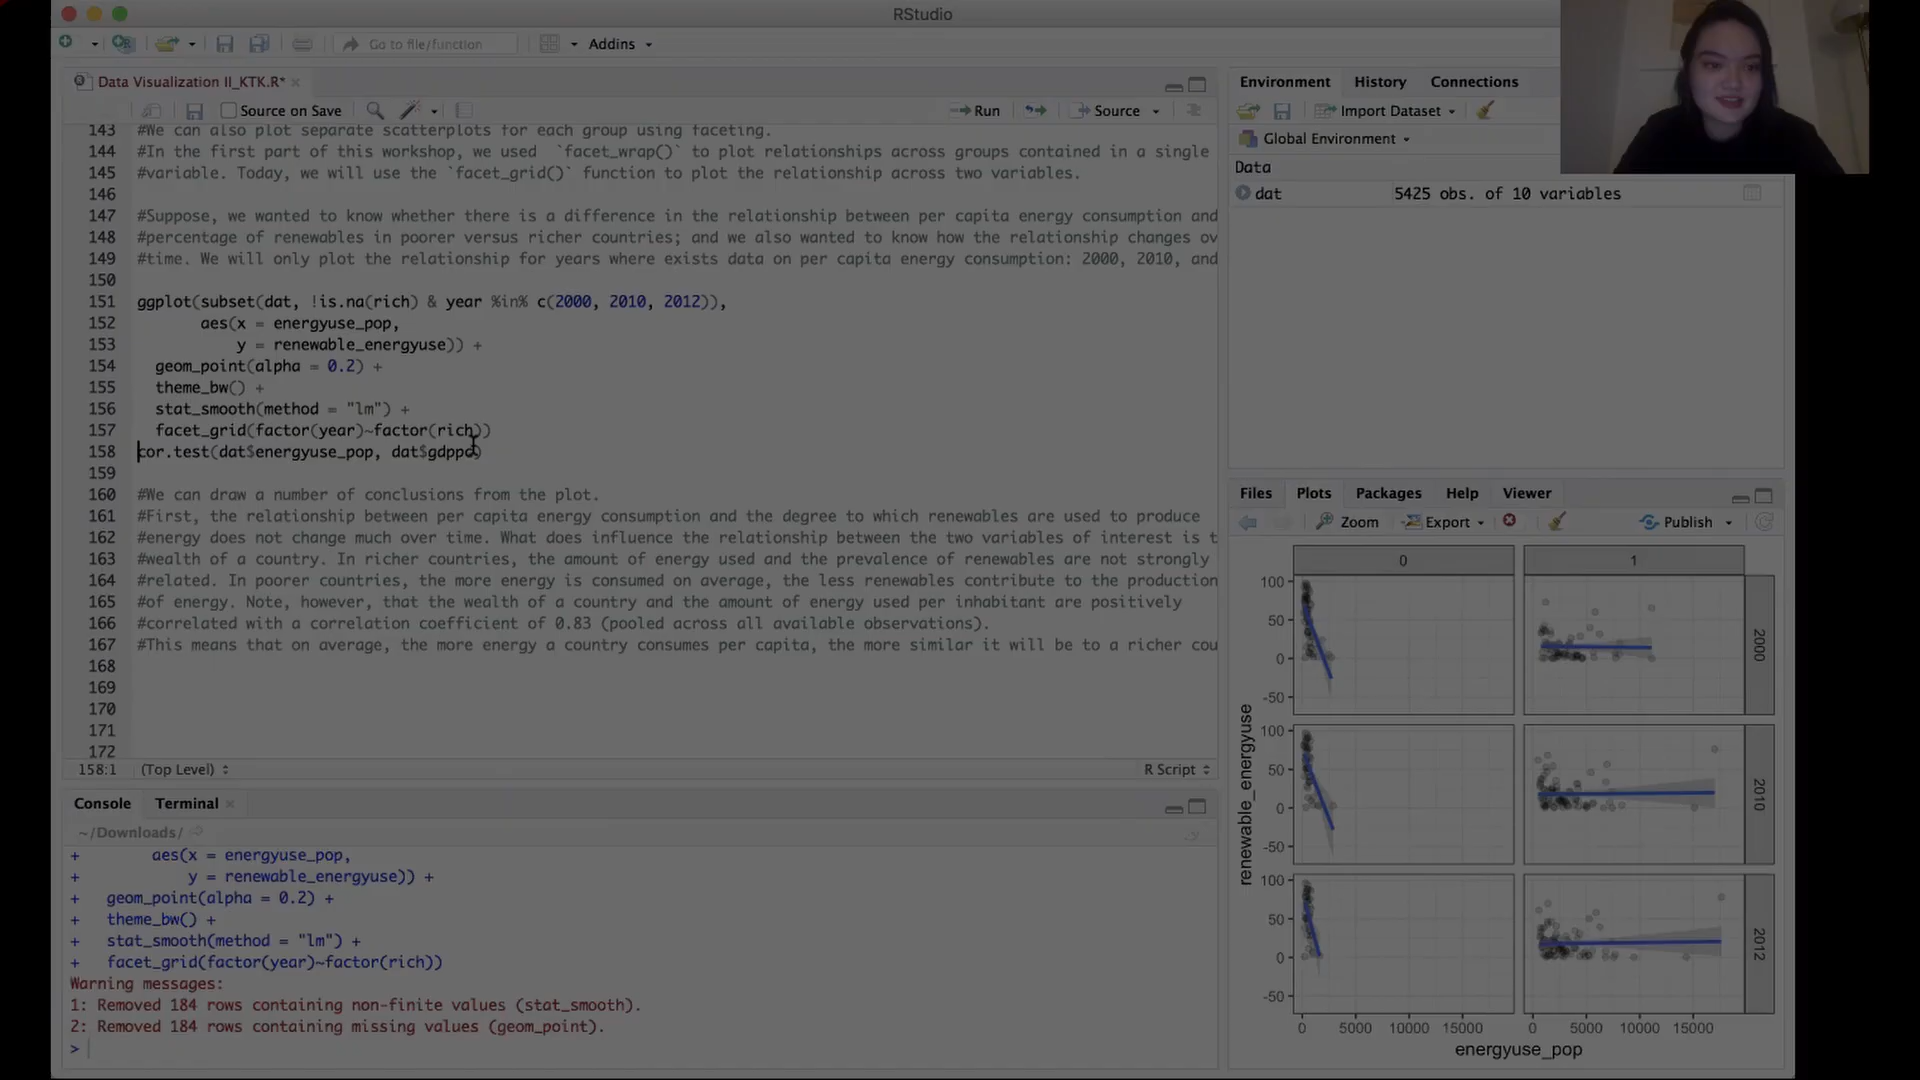 RStudio
Go to file/function
Addins
Data Visualization II_KTK.R*
Source on Save
Run
Source
143 #We can also plot separate scatterplots for each group using faceting.
144 #In the first part of this workshop, we used `facet_wrap()` to plot relationships across groups contained in a single
145 #variable. Today, we will use the `facet_grid()` function to plot the relationship across two variables.
146
147 #Suppose, we wanted to know whether there is a difference in the relationship between per capita energy consumption and
148 #percentage of renewables in poorer versus richer countries; and we also wanted to know how the relationship changes ov
149 #time. We will only plot the relationship for years where exists data on per capita energy consumption: 2000, 2010, and
150
151 ggplot(subset(dat, !is.na(rich) & year %in% c(2000, 2010, 2012)),
152 aes(x = energyuse_pop,
153 y = renewable_energyuse)) +
154 geom_point(alpha = 0.2) +
155 theme_bw() +
156 stat_smooth(method = "lm") +
157 facet_grid(factor(year)~factor(rich))
158 cor.test(dat$energyuse_pop, dat$gdppc)
159
160 #We can draw a number of conclusions from the plot.
161 #First, the relationship between per capita energy consumption and the degree to which renewables are used to produce
162 #energy does not change much over time. What does influence the relationship between the two variables of interest is t
163 #wealth of a country. In richer countries, the amount of energy used and the prevalence of renewables are not strongly
164 #related. In poorer countries, the more energy is consumed on average, the less renewables contribute to the production
165 #of energy. Note, however, that the wealth of a country and the amount of energy used per inhabitant are positively
166 #correlated with a correlation coefficient of 0.83 (pooled across all available observations).
167 #This means that on average, the more energy a country consumes per capita, the more similar it will be to a richer cou
168
169
170
171
172
158:1 (Top Level) R Script
Console Terminal
~/Downloads/
+ aes(x = energyuse_pop,
+ y = renewable_energyuse)) +
+ geom_point(alpha = 0.2) +
+ theme_bw() +
+ stat_smooth(method = "lm") +
+ facet_grid(factor(year)~factor(rich))
Warning messages:
1: Removed 184 rows containing non-finite values (stat_smooth).
2: Removed 184 rows containing missing values (geom_point).
>
Environment History Connections
Import Dataset
Global Environment
Data
dat 5425 obs. of 10 variables
Files Plots Packages Help Viewer
Zoom Export Publish
0 1
100
50
0
-50
2000
100
50
0
-50
2010
100
50
0
-50
2012
renewable_energyuse
0 5000 10000 15000 0 5000 10000 15000
energyuse_pop